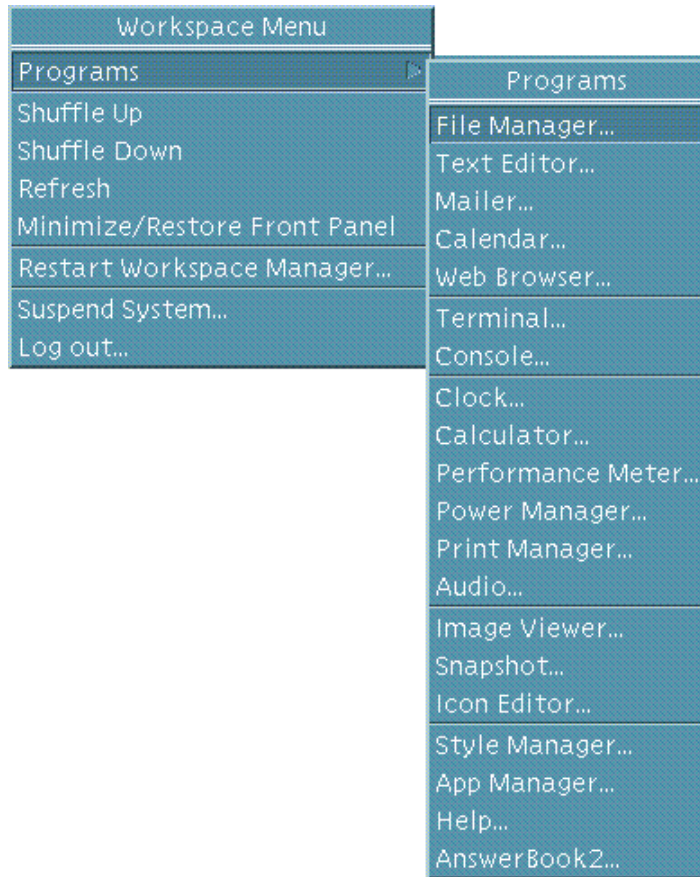 Workspace Menu
Programs
Shuffle Up
Shuffle Down
Refresh
Minimize/Restore Front Panel
Restart Workspace Manager...
Suspend System...
Log out...
Programs
File Manager...
Text Editor...
Mailer...
Calendar...
Web Browser...
Terminal...
Console...
Clock...
Calculator...
Performance Meter...
Power Manager...
Print Manager...
Audio...
Image Viewer...
Snapshot...
Icon Editor...
Style Manager...
App Manager...
Help...
AnswerBook2...